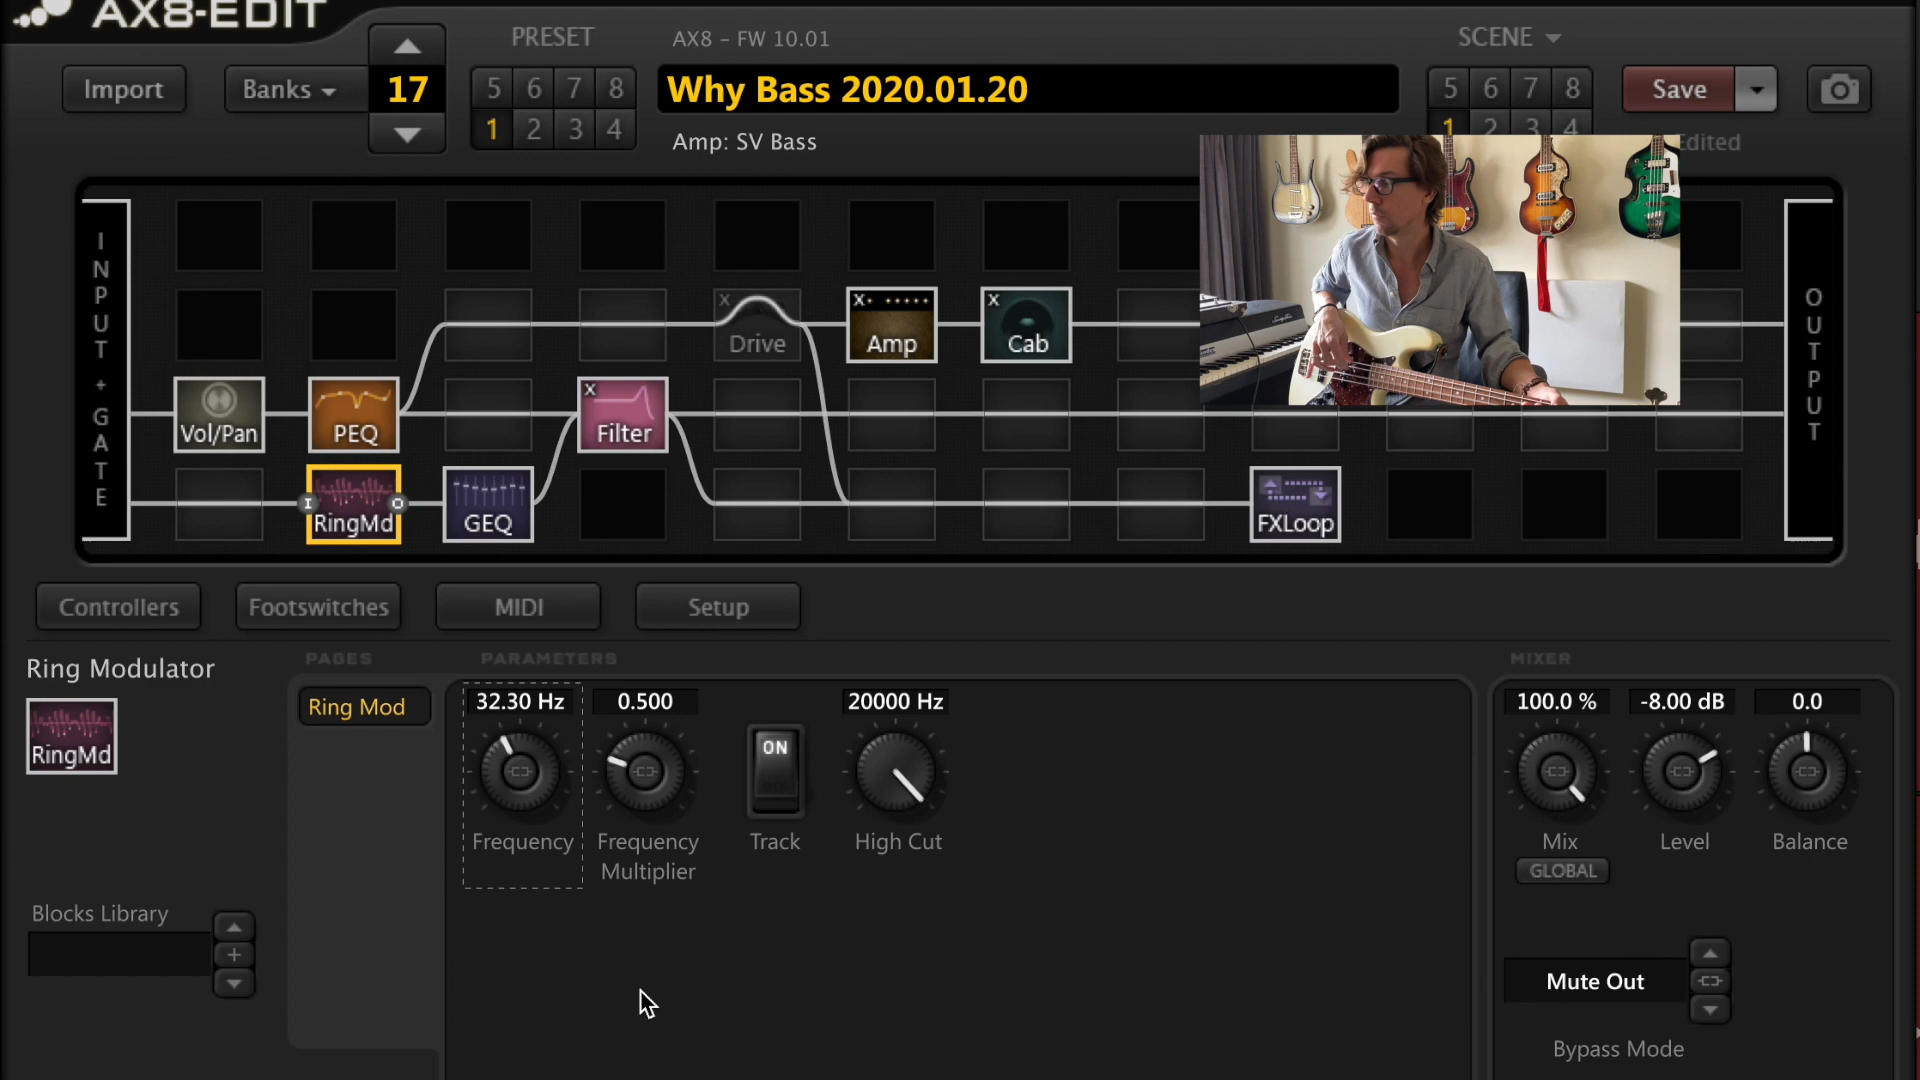 AX8-EDIT
PRESET
AX8 – FW 10.01
SCENE
Import
Banks
17
5 6 7 8
1 2 3 4
Why Bass 2020.01.20
Amp: SV Bass
5 6 7 8
1 2 3 4
Save
Edited
INPUT + GATE
X Drive
X Amp
X Cab
Vol/Pan
PEQ
X Filter
I RingMd O
GEQ
FXLoop
OUTPUT
Controllers
Footswitches
MIDI
Setup
Ring Modulator
RingMd
Blocks Library
+
PAGES
Ring Mod
PARAMETERS
32.30 Hz
Frequency
0.500
Frequency
Multiplier
ON
Track
20000 Hz
High Cut
MIXER
100.0 %
Mix
GLOBAL
-8.00 dB
Level
0.0
Balance
Mute Out
Bypass Mode